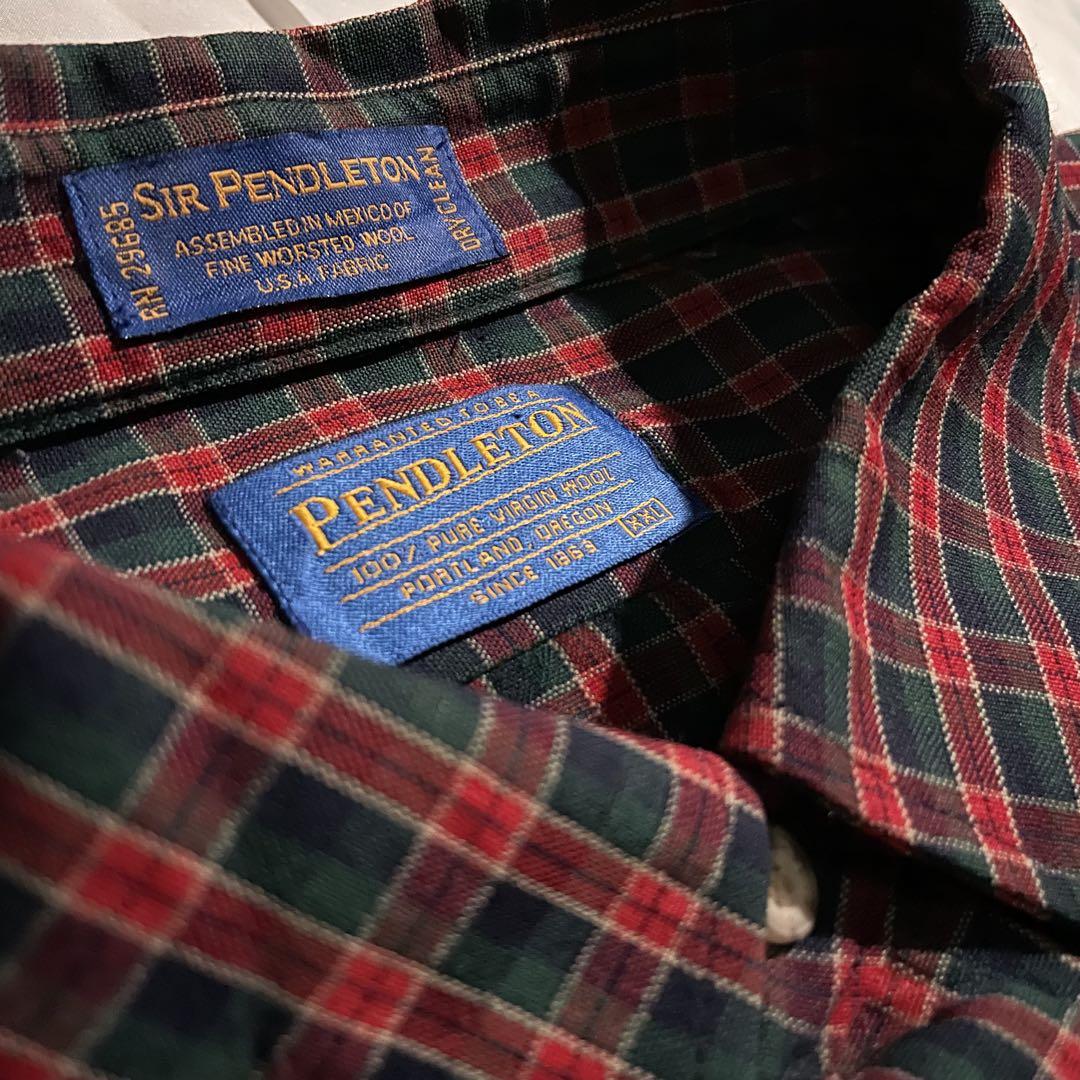 SIR PENDLETON
ASSEMBLED IN MEXICO OF
FINE WORSTED WOOL
U.S.A FABRIC
RN 29685
DRYCLEAN
WARRANTED TO BE A
PENDLETON
100% PURE VIRGIN WOOL
PORTLAND, OREGON
SINCE 1863
XXL